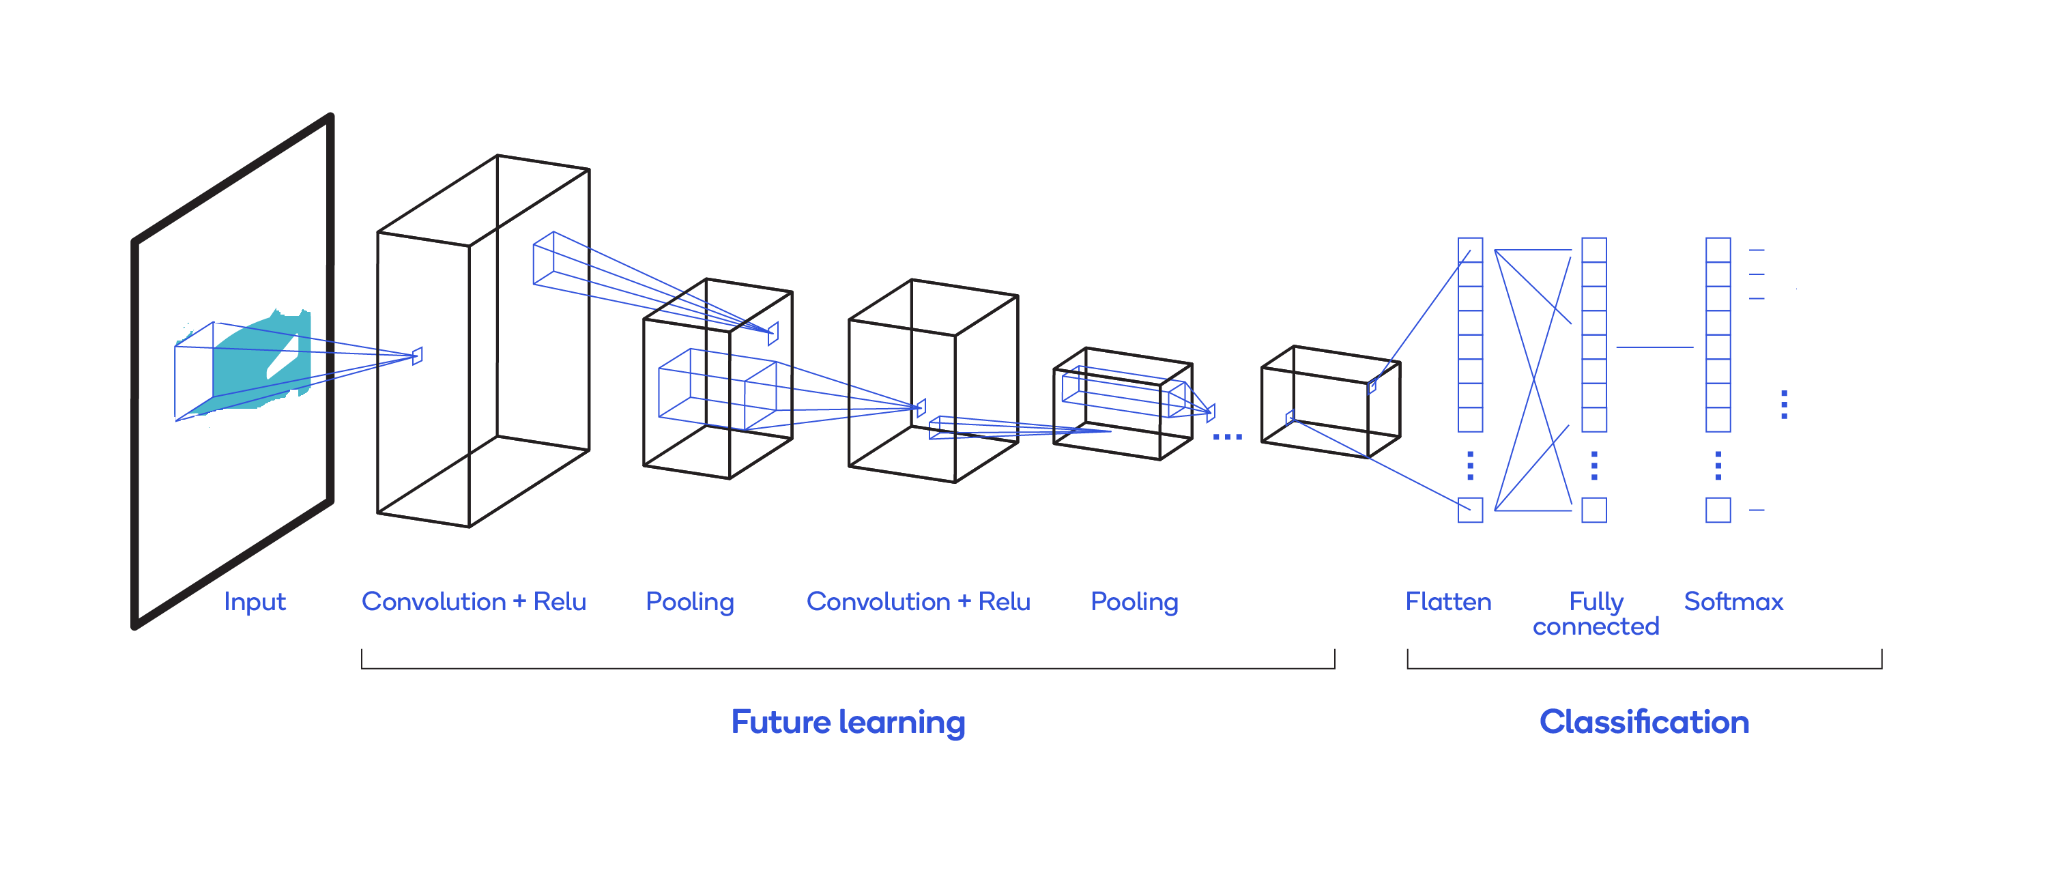 Input
Convolution + Relu
Pooling
Convolution + Relu
Pooling
Flatten
Fully
connected
Softmax
Future learning
Classification